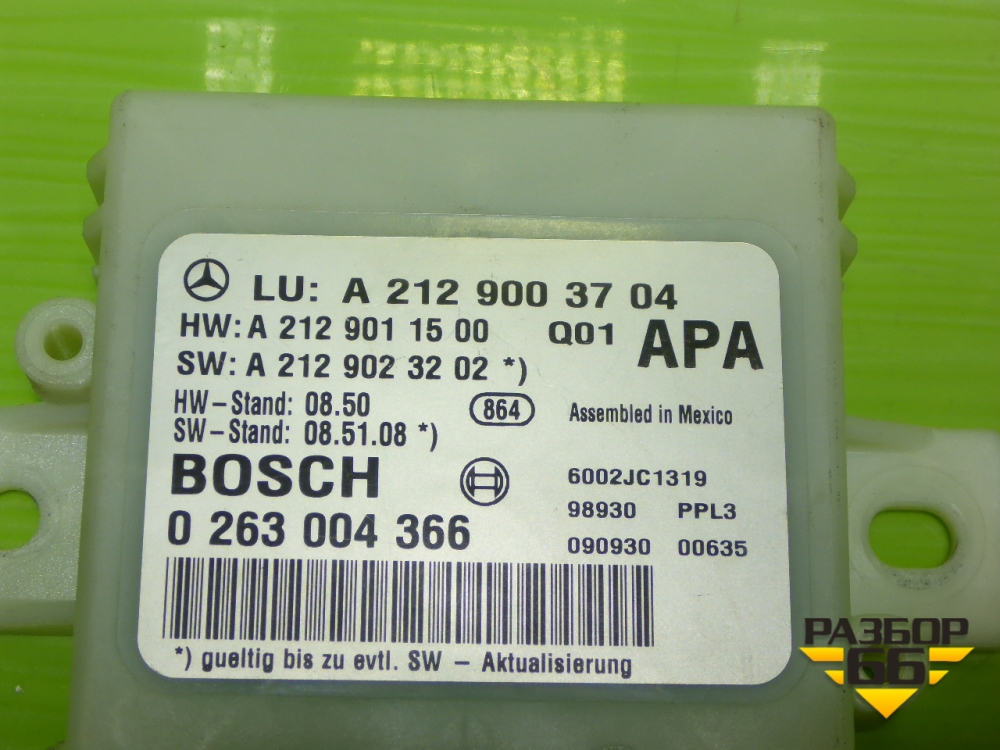 LU: A 212 900 37 04
HW: A 212 901 15 00 Q01 APA
SW: A 212 902 32 02 *)
HW-Stand: 08.50 864 Assembled in Mexico
SW-Stand: 08.51.08 *)
BOSCH 6002JC1319
98930 PPL3
0 263 004 366 090930 00635
*) gueltig bis zu evtl. SW - Aktualisierung
РАЗБОР
66